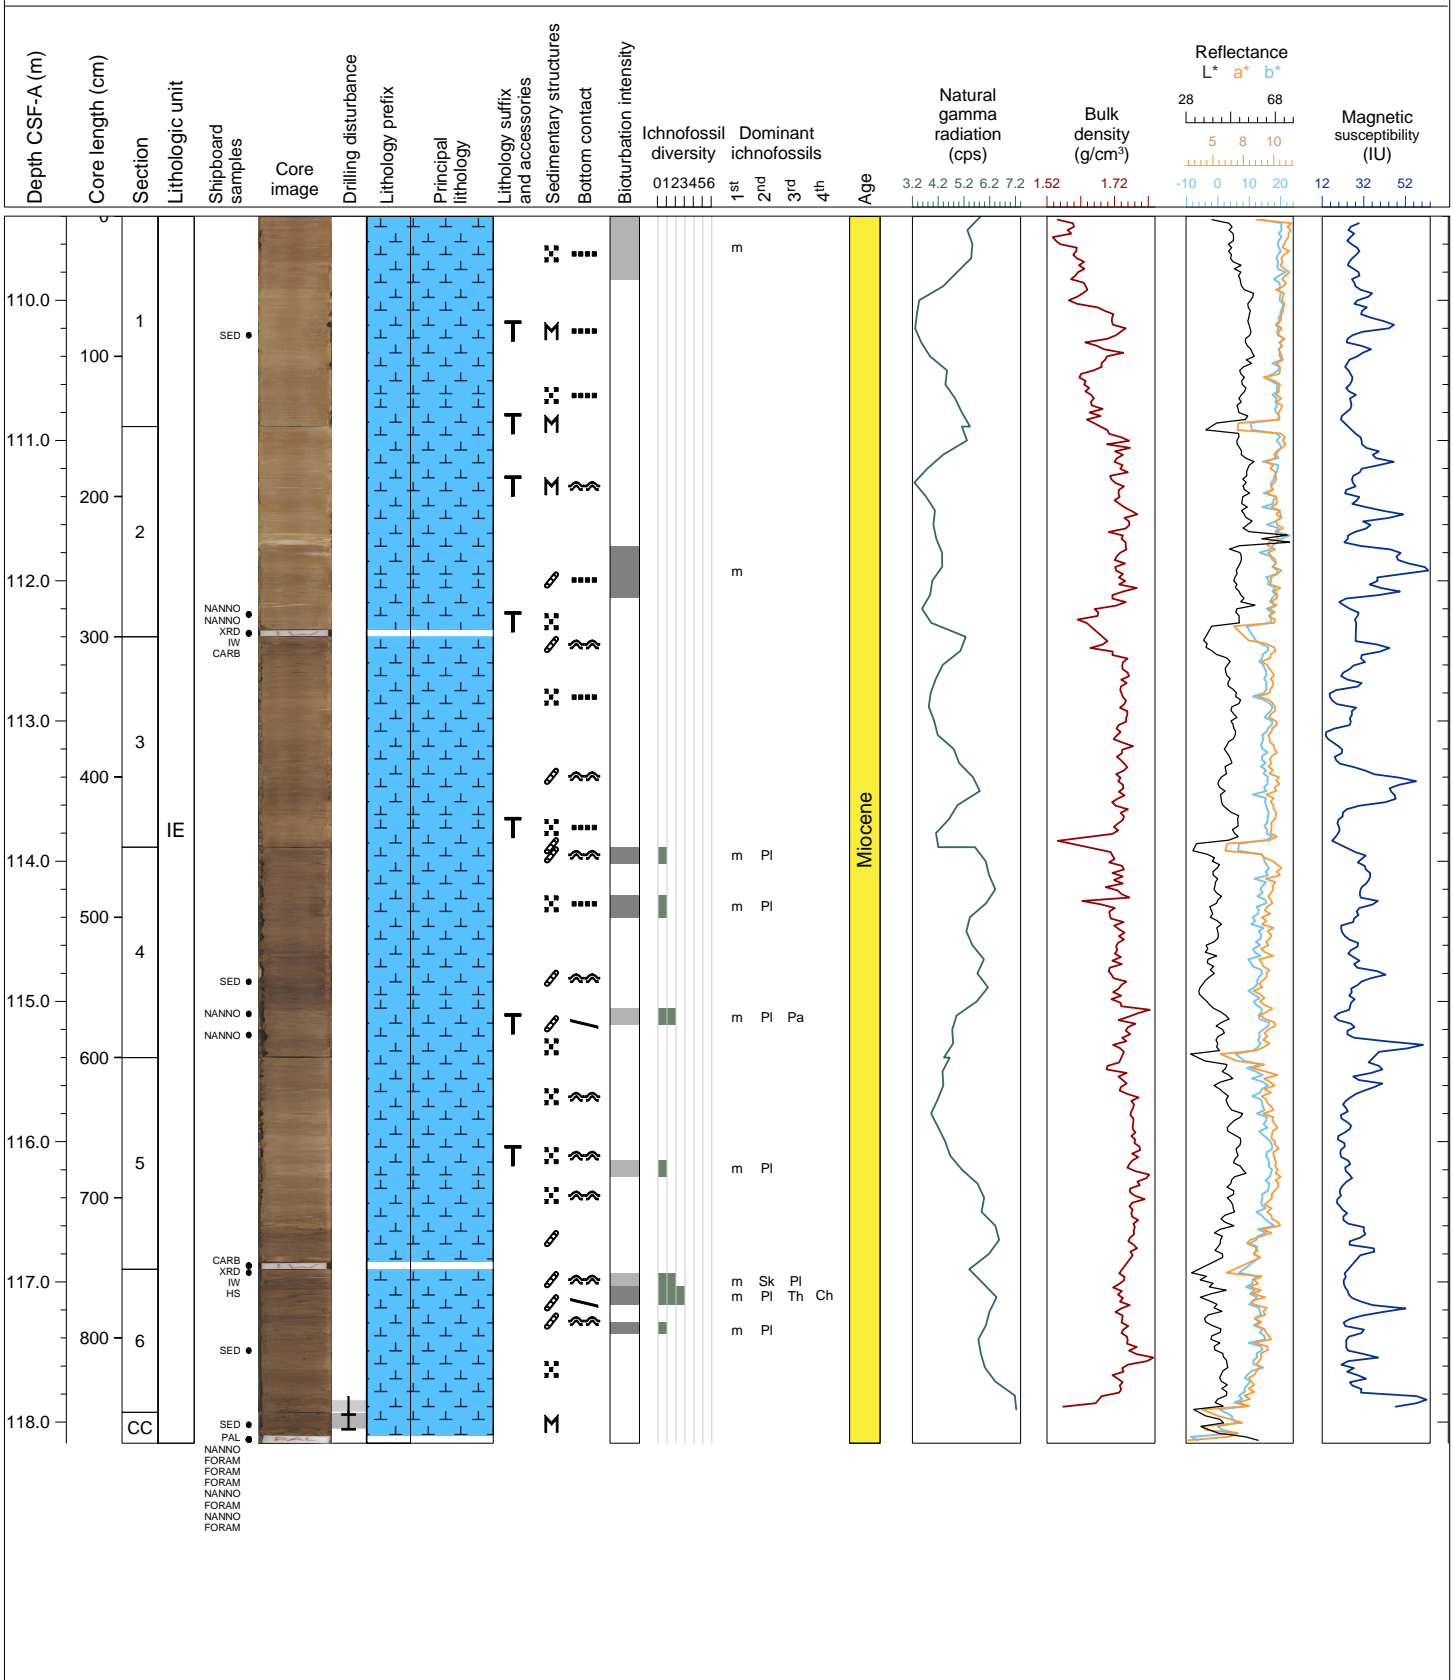 Depth CSF-A (m)
Core length (cm)
Section
Lithologic unit
Shipboard
samples
Core
image
Drilling disturbance
Lithology prefix
Principal
lithology
Lithology suffix
and accessories
Sedimentary structures
Bottom contact
Bioturbation intensity
Ichnofossil
diversity
0123456
Dominant
ichnofossils
1st 2nd 3rd 4th
Age
Natural
gamma
radiation
(cps)
3.2 4.2 5.2 6.2 7.2
Bulk
density
(g/cm³)
1.52 1.72
Reflectance
L* a* b*
28 68
5 8 10
-10 0 10 20
Magnetic
susceptibility
(IU)
12 32 52
0
m
110.0
1
SED
100
111.0
200
2
m
112.0
NANNO
NANNO
XRD
300
IW
CARB
113.0
3
400
IE
Miocene
114.0
m Pl
m Pl
500
4
SED
115.0
NANNO
m Pl Pa
NANNO
600
116.0
5
m Pl
700
CARB
XRD
117.0
IW
m Sk Pl
HS
m Pl Th Ch
m Pl
800
6
SED
118.0
CC
SED
PAL
PAL
NANNO
FORAM
FORAM
FORAM
NANNO
FORAM
NANNO
FORAM